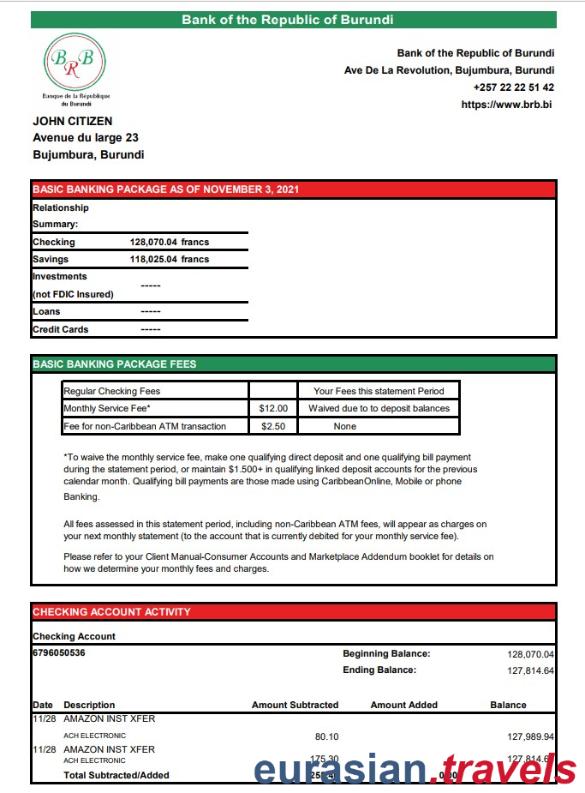 Bank of the Republic of Burundi
BRB
Banque de la République
du Burundi
Bank of the Republic of Burundi
Ave De La Revolution, Bujumbura, Burundi
+257 22 22 51 42
https://www.brb.bi
JOHN CITIZEN
Avenue du large 23
Bujumbura, Burundi
BASIC BANKING PACKAGE AS OF NOVEMBER 3, 2021
Relationship
Summary:
Checking 128,070.04 francs
Savings 118,025.04 francs
Investments
(not FDIC Insured) -----
Loans -----
Credit Cards -----
BASIC BANKING PACKAGE FEES
Regular Checking Fees Your Fees this statement Period
Monthly Service Fee* $12.00 Waived due to to deposit balances
Fee for non-Caribbean ATM transaction $2.50 None
*To waive the monthly service fee, make one qualifying direct deposit and one qualifying bill payment
during the statement period, or maintain $1.500+ in qualifying linked deposit accounts for the previous
calendar month. Qualifying bill payments are those made using CaribbeanOnline, Mobile or phone
Banking.
All fees assessed in this statement period, including non-Caribbean ATM fees, will appear as charges on
your next monthly statement (to the account that is currently debited for your monthly service fee).
Please refer to your Client Manual-Consumer Accounts and Marketplace Addendum booklet for details on
how we determine your monthly fees and charges.
CHECKING ACCOUNT ACTIVITY
Checking Account
6796050536 Beginning Balance: 128,070.04
Ending Balance: 127,814.64
Date Description Amount Subtracted Amount Added Balance
11/28 AMAZON INST XFER
ACH ELECTRONIC 80.10 127,989.94
11/28 AMAZON INST XFER
ACH ELECTRONIC 175.30 127,814.64
Total Subtracted/Added
eurasian.travels